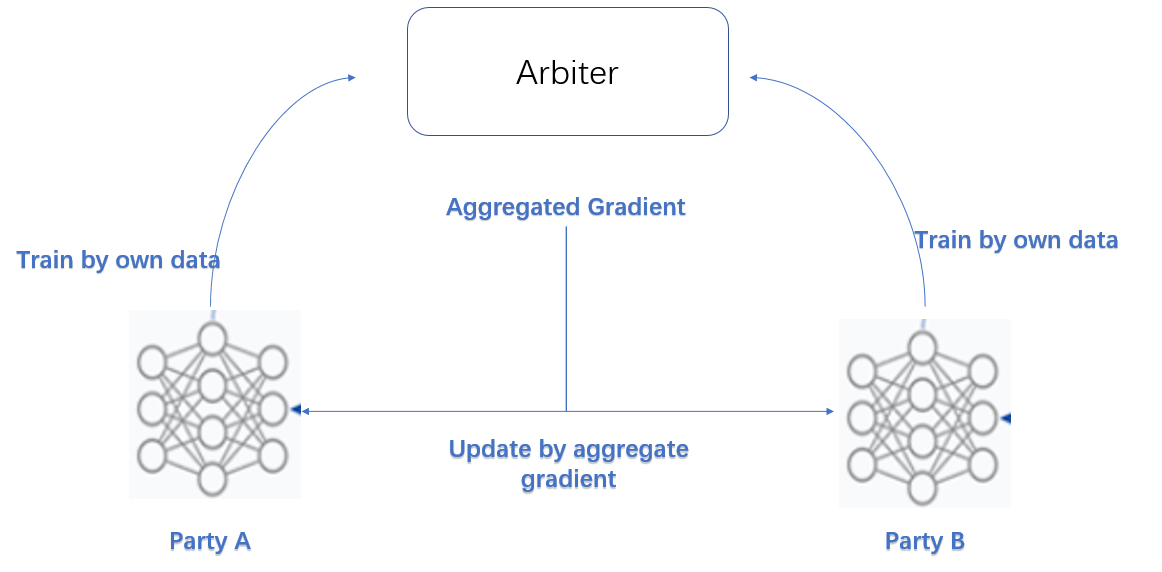 Arbiter
Aggregated Gradient
Train by own data
Train by own data
Update by aggregate
gradient
Party A
Party B